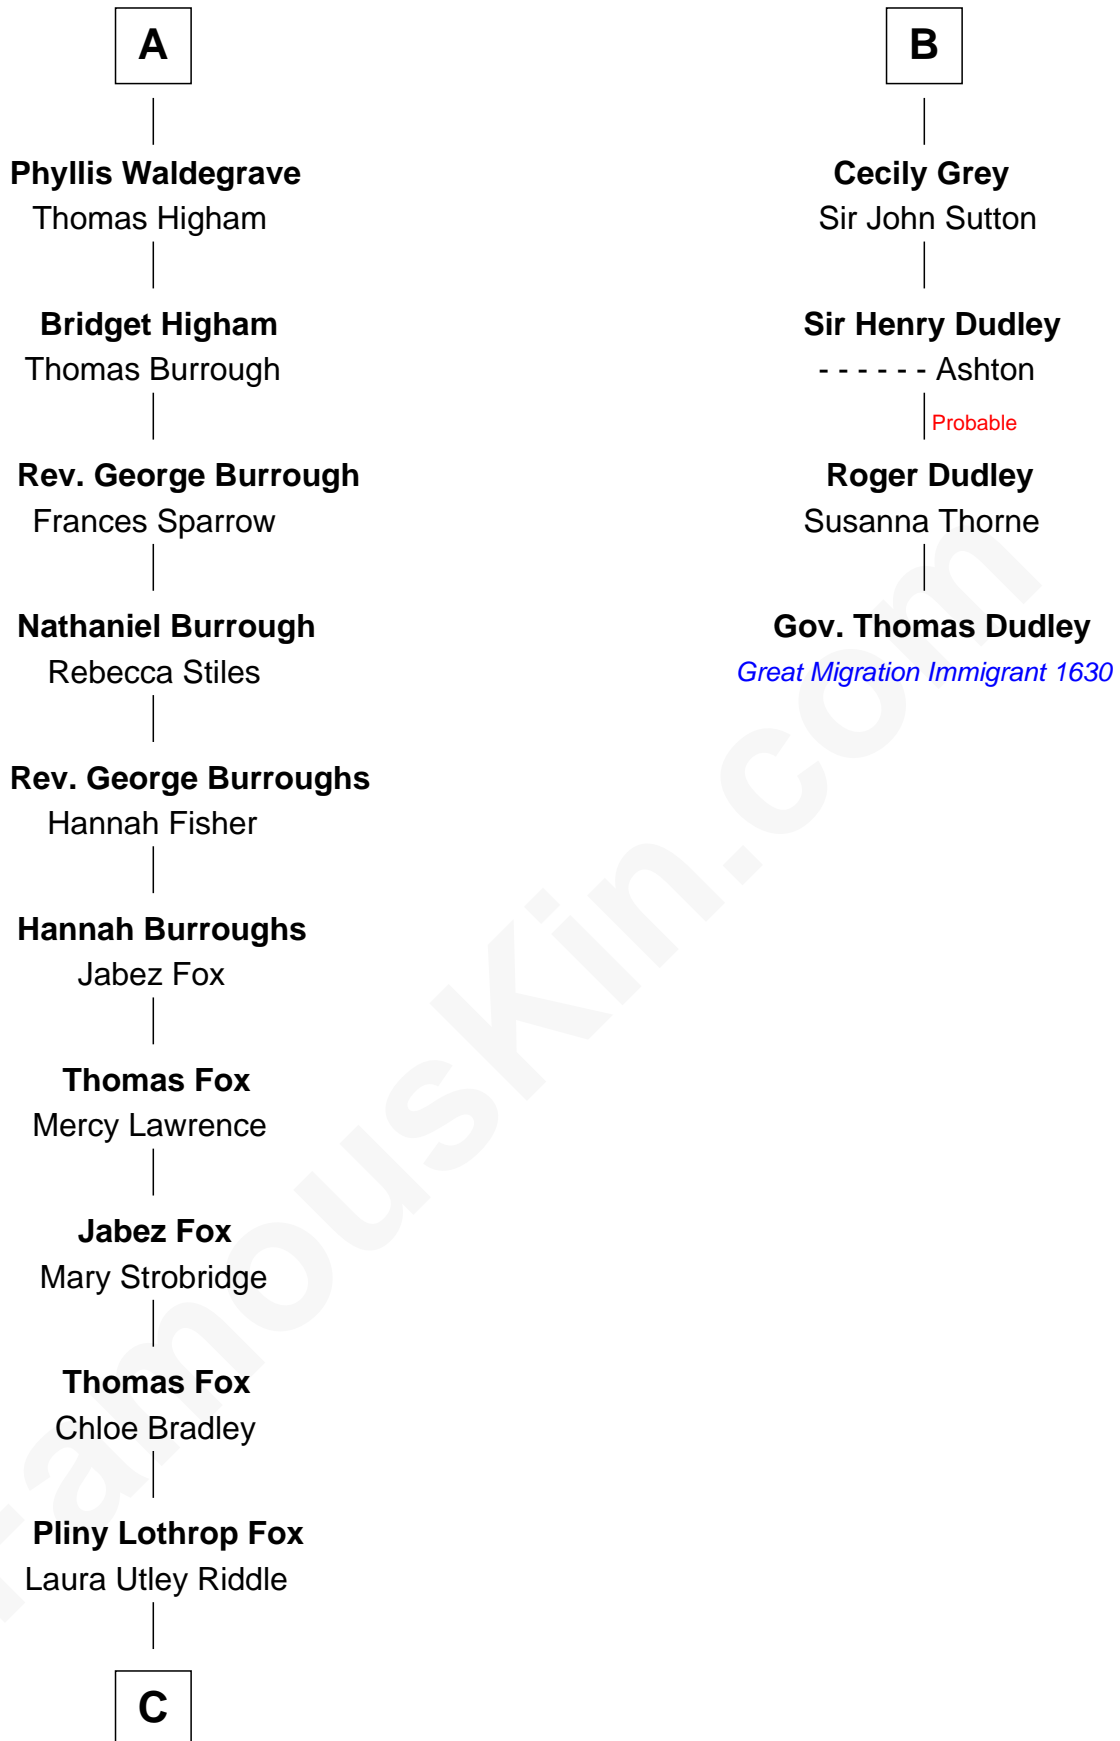 A
Phyllis Waldegrave
Thomas Higham
Bridget Higham
Thomas Burrough
Rev. George Burrough
Frances Sparrow
Nathaniel Burrough
Rebecca Stiles
Rev. George Burroughs
Hannah Fisher
Hannah Burroughs
Jabez Fox
Thomas Fox
Mercy Lawrence
Jabez Fox
Mary Strobridge
Thomas Fox
Chloe Bradley
Pliny Lothrop Fox
Laura Utley Riddle
C
B
Cecily Grey
Sir John Sutton
Sir Henry Dudley
- - - - - - Ashton
Probable
Roger Dudley
Susanna Thorne
Gov. Thomas Dudley
Great Migration Immigrant 1630
FamousKin.com